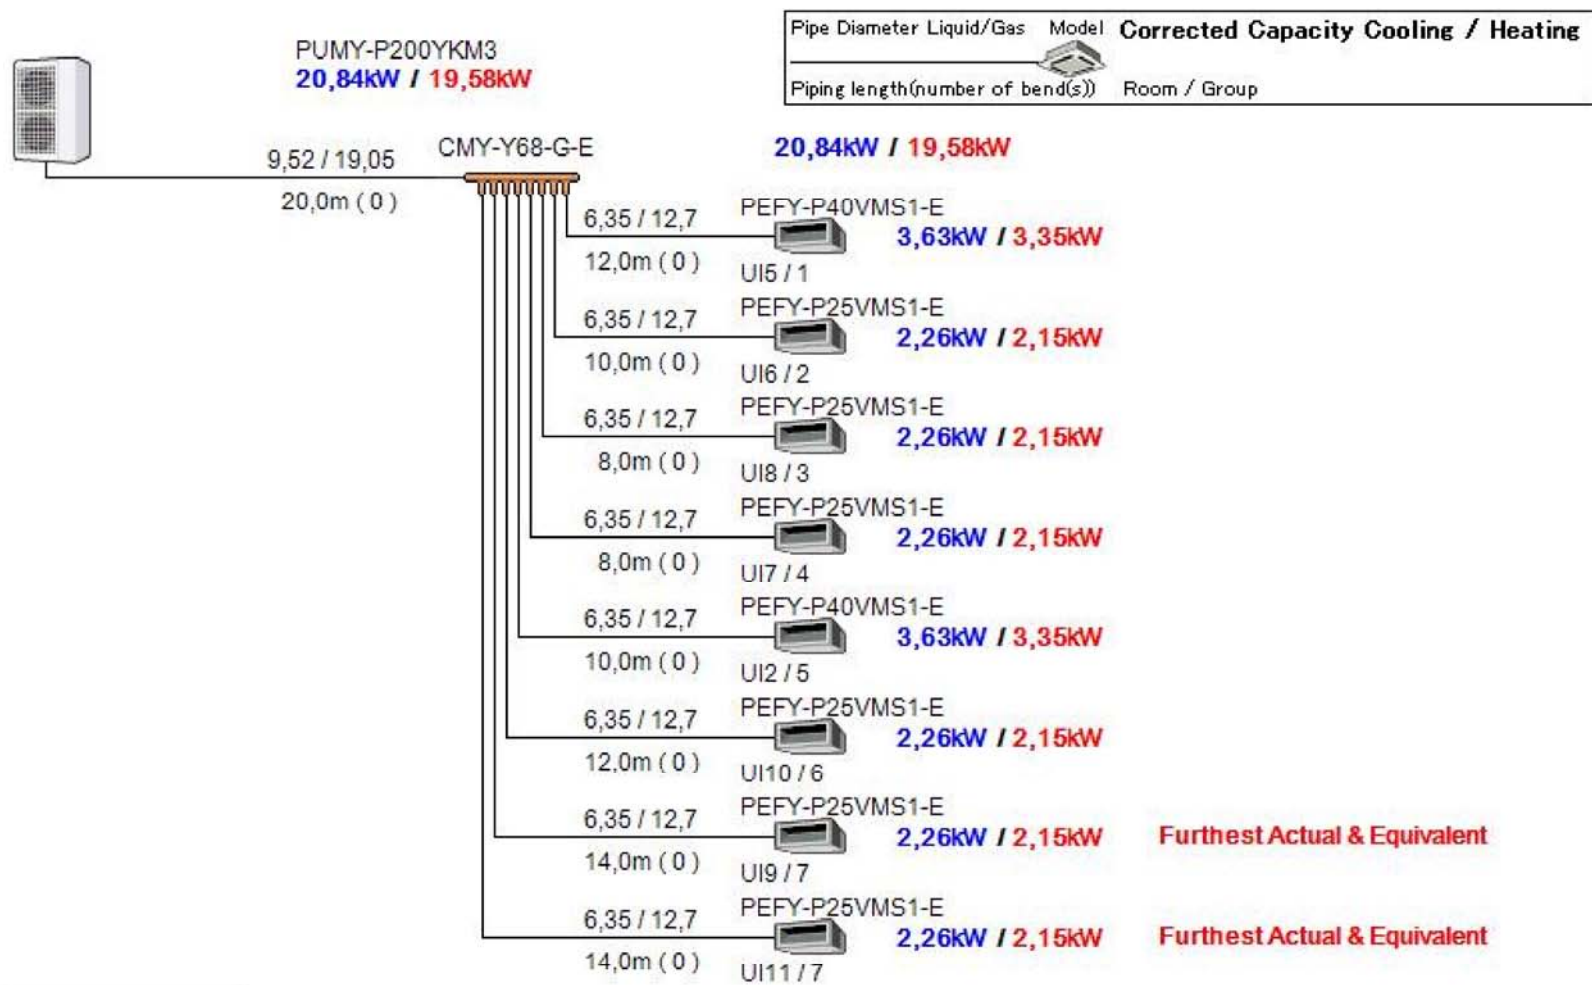 Pipe Diameter Liquid/Gas Model Corrected Capacity Cooling / Heating
Piping length(number of bend(s)) Room / Group
PUMY-P200YKM3
20,84kW / 19,58kW
9,52 / 19,05 CMY-Y68-G-E 20,84kW / 19,58kW
20,0m ( 0 )
6,35 / 12,7 PEFY-P40VMS1-E
3,63kW / 3,35kW
12,0m ( 0 ) UI5 / 1
6,35 / 12,7 PEFY-P25VMS1-E
2,26kW / 2,15kW
10,0m ( 0 ) UI6 / 2
6,35 / 12,7 PEFY-P25VMS1-E
2,26kW / 2,15kW
8,0m ( 0 ) UI8 / 3
6,35 / 12,7 PEFY-P25VMS1-E
2,26kW / 2,15kW
8,0m ( 0 ) UI7 / 4
6,35 / 12,7 PEFY-P40VMS1-E
3,63kW / 3,35kW
10,0m ( 0 ) UI2 / 5
6,35 / 12,7 PEFY-P25VMS1-E
2,26kW / 2,15kW
12,0m ( 0 ) UI10 / 6
6,35 / 12,7 PEFY-P25VMS1-E
2,26kW / 2,15kW Furthest Actual & Equivalent
14,0m ( 0 ) UI9 / 7
6,35 / 12,7 PEFY-P25VMS1-E
2,26kW / 2,15kW Furthest Actual & Equivalent
14,0m ( 0 ) UI11 / 7